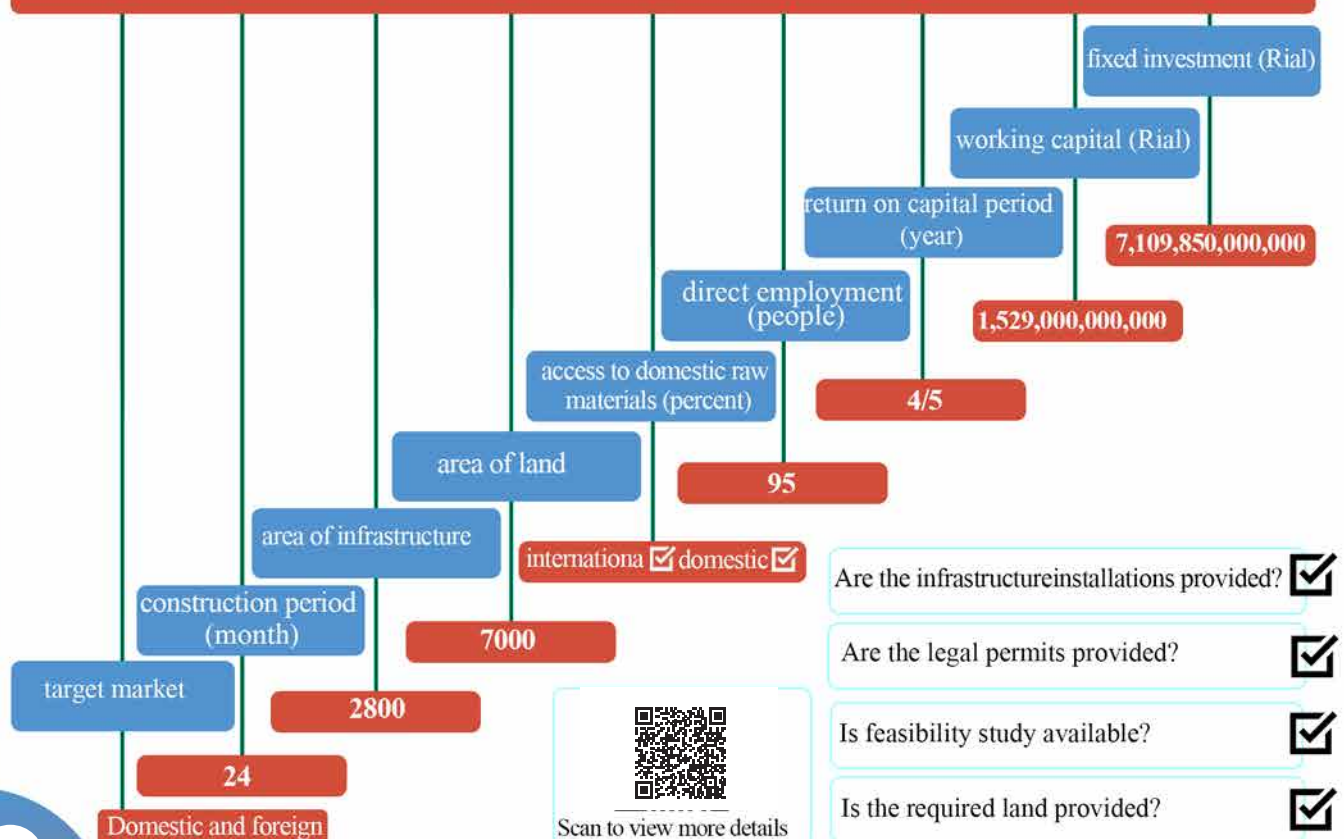 fixed investment (Rial)
7,109,850,000,000
working capital (Rial)
1,529,000,000,000
return on capital period
(year)
4/5
direct employment
(people)
95
access to domestic raw
materials (percent)
internationa domestic
area of land
7000
area of infrastructure
2800
construction period
(month)
24
target market
Domestic and foreign
Are the infrastructureinstallations provided?
Are the legal permits provided?
Is feasibility study available?
Is the required land provided?
Scan to view more details